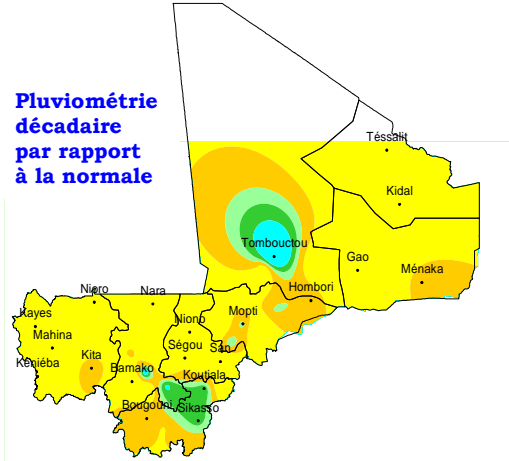 Pluviométrie
décadaire
par rapport
à la normale
Téssalit
Kidal
Tombouctou
Gao
Ménaka
Hombori
Nioro
Nara
Mopti
Kayes
Niono
Mahina
Ségou
San
Kéniéba
Kita
Bamako
Koutiala
Bougouni
Sikasso